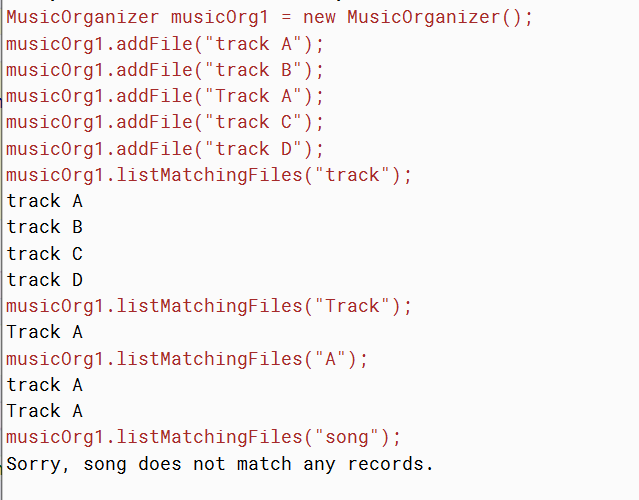 MusicOrganizer musicOrg1 = new MusicOrganizer();
musicOrg1.addFile("track A");
musicOrg1.addFile("track B");
musicOrg1.addFile("Track A");
musicOrg1.addFile("track C");
musicOrg1.addFile("track D");
musicOrg1.listMatchingFiles("track");
track A
track B
track C
track D
musicOrg1.listMatchingFiles("Track");
Track A
musicOrg1.listMatchingFiles("A");
track A
Track A
musicOrg1.listMatchingFiles("song");
Sorry, song does not match any records.